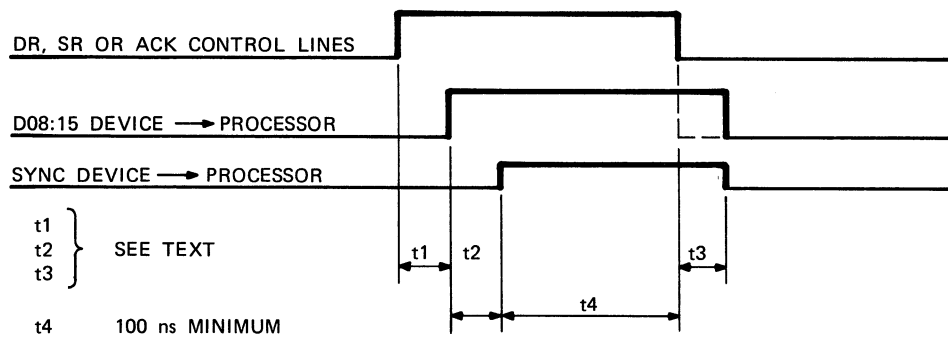 DR, SR OR ACK CONTROL LINES
D08:15 DEVICE → PROCESSOR
SYNC DEVICE → PROCESSOR
t1
t2 SEE TEXT
t3
t1 t2 t3
t4
t4 100 ns MINIMUM